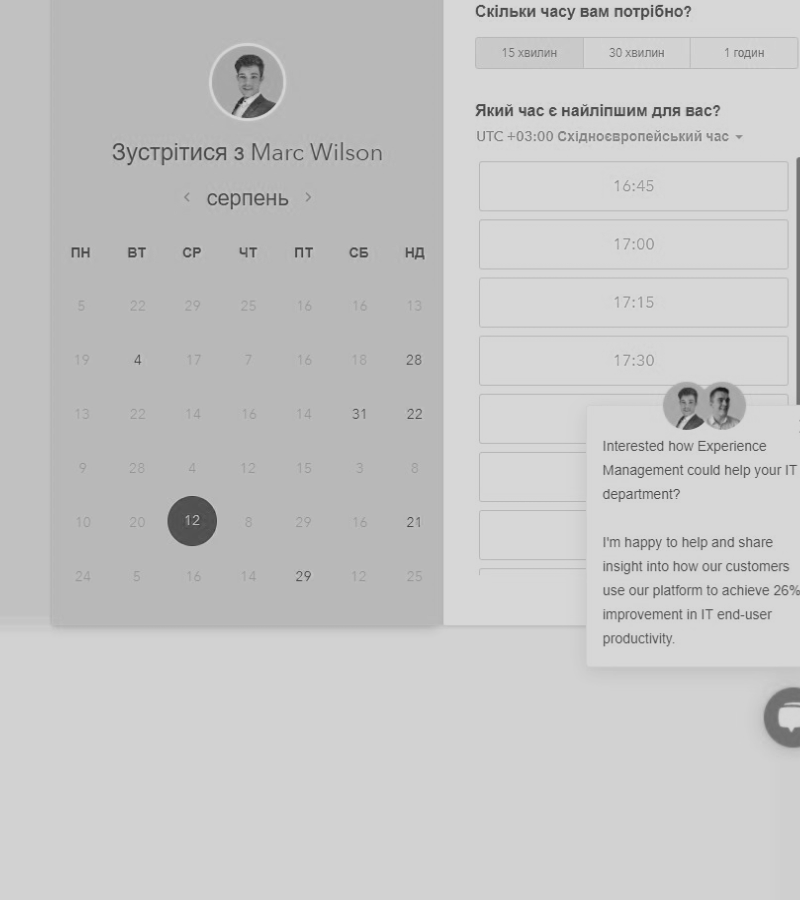 Зустрітися з Marc Wilson
серпень
ПН ВТ СР ЧТ ПТ СБ НД
5 22 29 25 16 16 13
19 4 17 7 16 18 28
13 22 14 16 14 31 22
9 28 4 12 15 3 8
10 20 12 8 29 16 21
24 5 16 14 29 12 25
Скільки часу вам потрібно?
15 хвилин 30 хвилин 1 годин
Який час є найліпшим для вас?
UTC +03:00 Східноєвропейський час
16:45
17:00
17:15
17:30
Interested how Experience
Management could help your IT
department?
I'm happy to help and share
insight into how our customers
use our platform to achieve 26%
improvement in IT end-user
productivity.